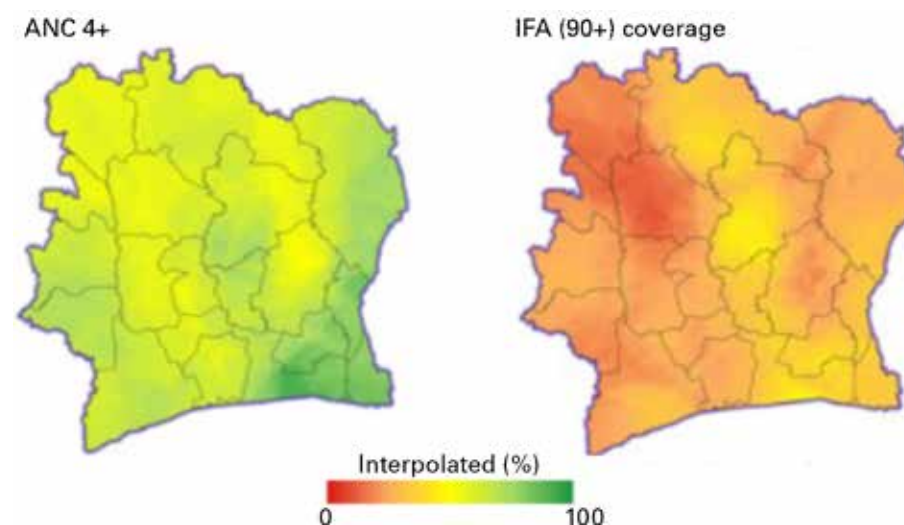 ANC 4+
IFA (90+) coverage
Interpolated (%)
0 100